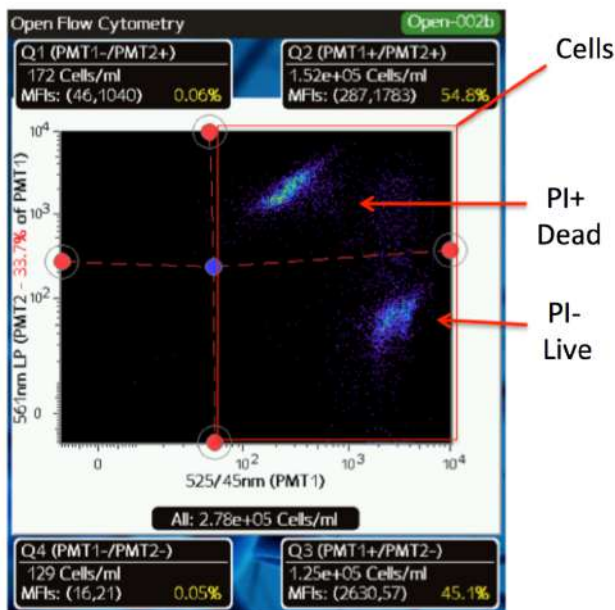 Open Flow Cytometry
Open-002b
Q1 (PMT1-/PMT2+)
172 Cells/ml
MFIs: (46,1040) 0.06%
Q2 (PMT1+/PMT2+)
1.52e+05 Cells/ml
MFIs: (287,1783) 54.8%
Cells
PI+
Dead
PI-
Live
561nm LP (PMT2 - 33.7% of PMT1)
10⁴
10³
10²
0
0
10²
10³
10⁴
525/45nm (PMT1)
All: 2.78e+05 Cells/ml
Q4 (PMT1-/PMT2-)
129 Cells/ml
MFIs: (16,21) 0.05%
Q3 (PMT1+/PMT2-)
1.25e+05 Cells/ml
MFIs: (2630,57) 45.1%